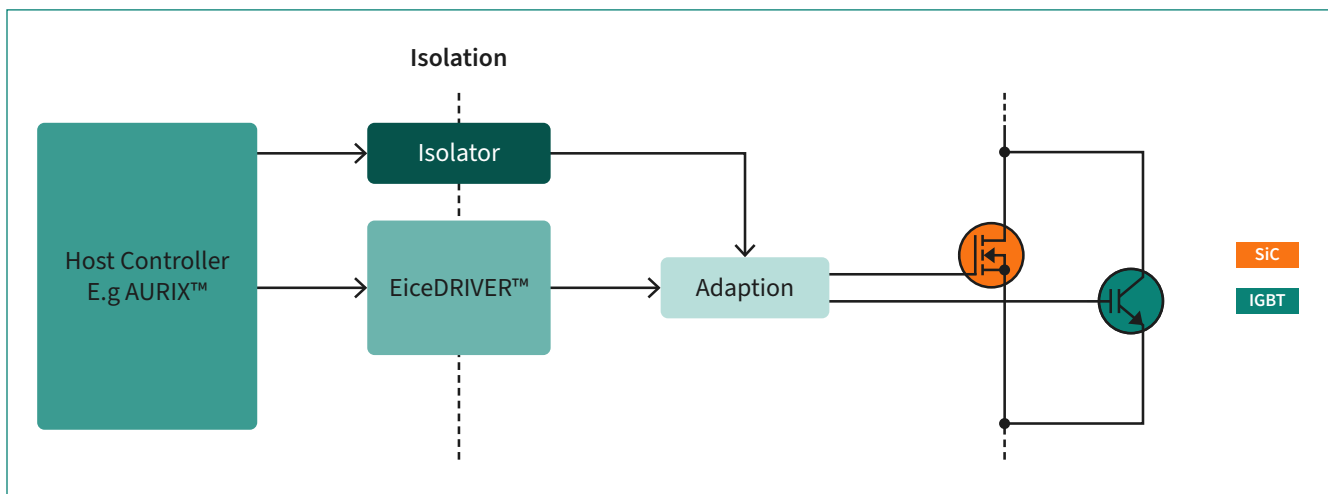 Isolation
Isolator
Host Controller
E.g AURIX™
EiceDRIVER™
Adaption
SiC
IGBT